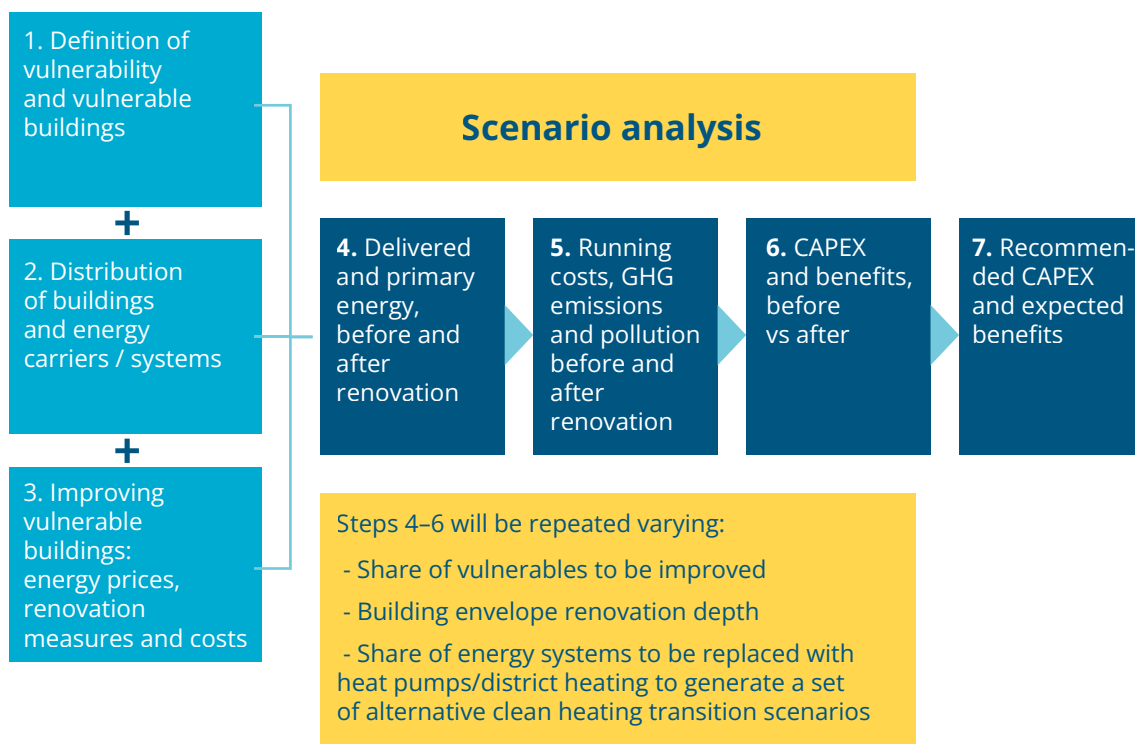 1. Definition of
vulnerability
and vulnerable
buildings
+
2. Distribution
of buildings
and energy
carriers / systems
+
3. Improving
vulnerable
buildings:
energy prices,
renovation
measures and costs
Scenario analysis
4. Delivered
and primary
energy,
before and
after
renovation
5. Running
costs, GHG
emissions
and pollution
before and
after
renovation
6. CAPEX
and benefits,
before
vs after
7. Recommen-
ded CAPEX
and expected
benefits
Steps 4–6 will be repeated varying:
- Share of vulnerables to be improved
- Building envelope renovation depth
- Share of energy systems to be replaced with
heat pumps/district heating to generate a set
of alternative clean heating transition scenarios